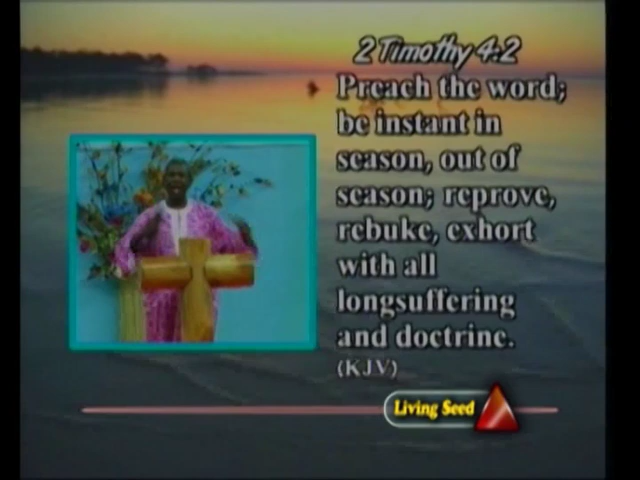 2 Timothy 4:2
Preach the word;
be instant in
season, out of
season; reprove,
rebuke, exhort
with all
longsuffering
and doctrine.
(KJV)
Living Seed